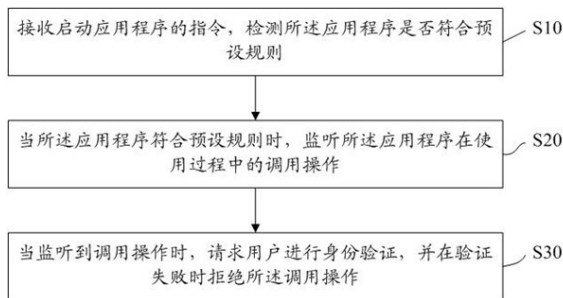 接收启动应用程序的指令，检测所述应用程序是否符合预
设规则
S10
当所述应用程序符合预设规则时，监听所述应用程序在使
用过程中的调用操作
S20
当监听到调用操作时，请求用户进行身份验证，并在验证
失败时拒绝所述调用操作
S30